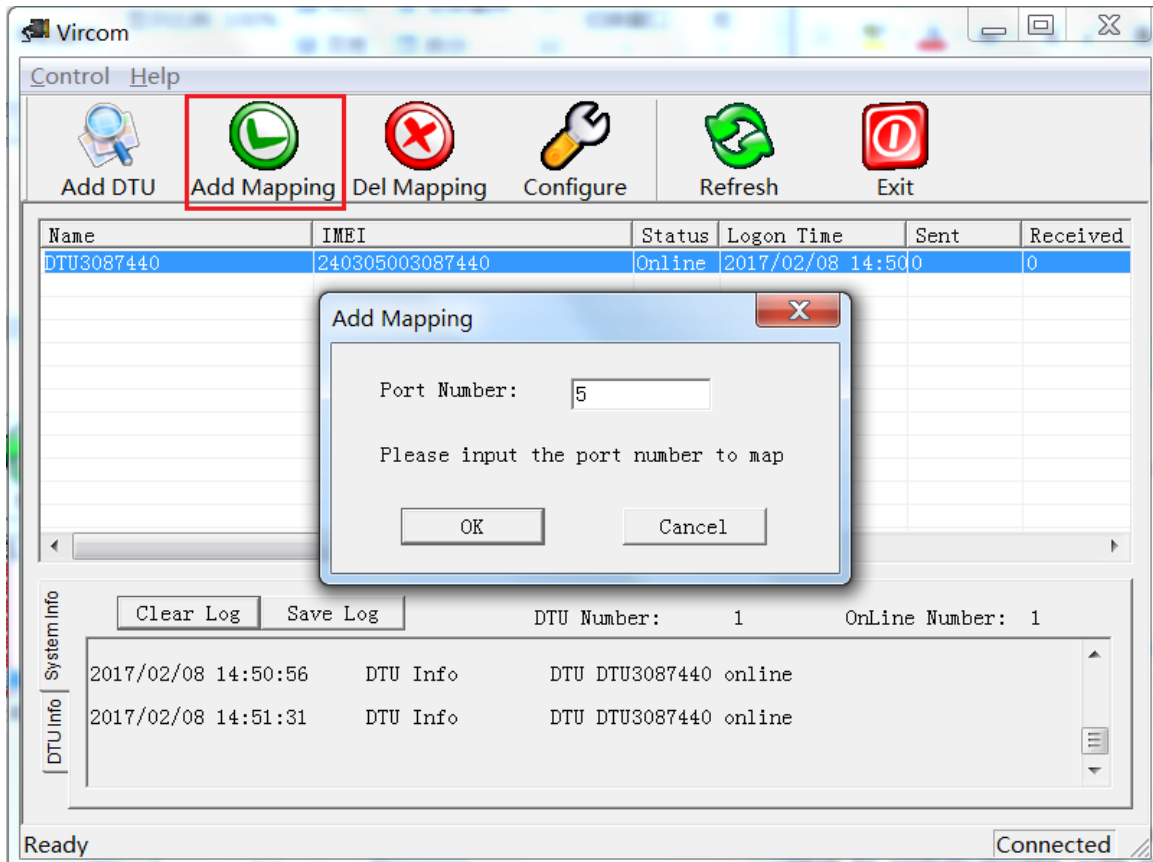 Vircom
Control Help
Add DTU Add Mapping Del Mapping Configure Refresh Exit
Name IMEI Status Logon Time Sent Received
DTU3087440 240305003087440 Online 2017/02/08 14:50 0 0
Add Mapping
Port Number: 5
Please input the port number to map
OK Cancel
System Info
DTU Info
Clear Log Save Log DTU Number: 1 OnLine Number: 1
2017/02/08 14:50:56 DTU Info DTU DTU3087440 online
2017/02/08 14:51:31 DTU Info DTU DTU3087440 online
Ready Connected